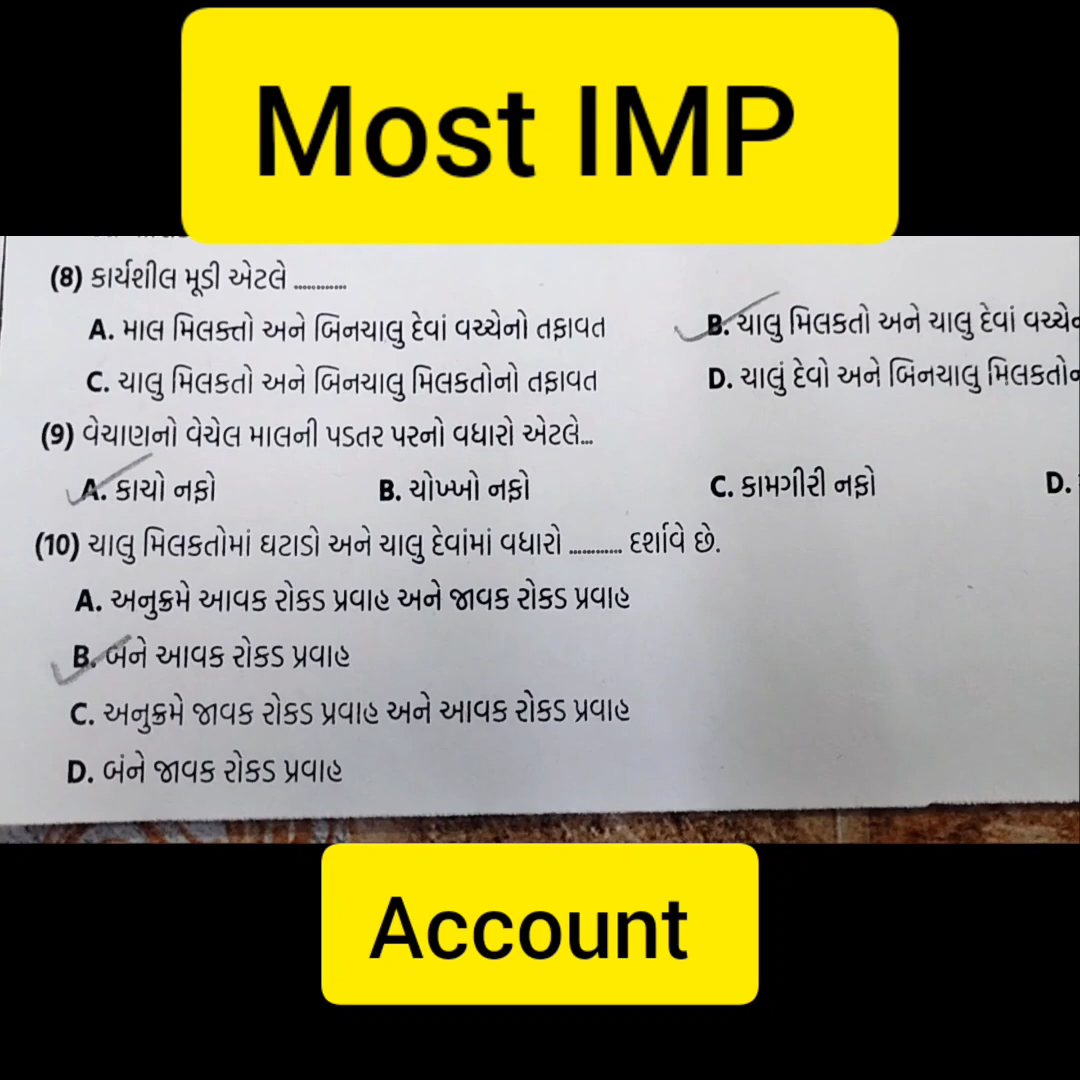 Most IMP
(8) કાર્યશીલ મૂડી એટલે ............
A. માલ મિલક્તો અને બિનચાલુ દેવાં વચ્ચેનો તફાવત B. ચાલુ મિલકતો અને ચાલુ દેવાં
C. ચાલુ મિલકતો અને બિનચાલુ મિલકતોનો તફાવત D. ચાલું દેવો અને બિનચાલુ
(9) વેચાણનો વેચેલ માલની પડતર પરનો વધારો એટલે...
A. કાચો નફો B. ચોખ્ખો નફો C. કામગીરી નફો D.
(10) ચાલુ મિલકતોમાં ઘટાડો અને ચાલુ દેવાંમાં વધારો ............ દર્શાવે છે.
A. અનુક્રમે આવક રોકડ પ્રવાહ અને જાવક રોકડ પ્રવાહ
B. બંને આવક રોકડ પ્રવાહ
C. અનુક્રમે જાવક રોકડ પ્રવાહ અને આવક રોકડ પ્રવાહ
D. બંને જાવક રોકડ પ્રવાહ
Account